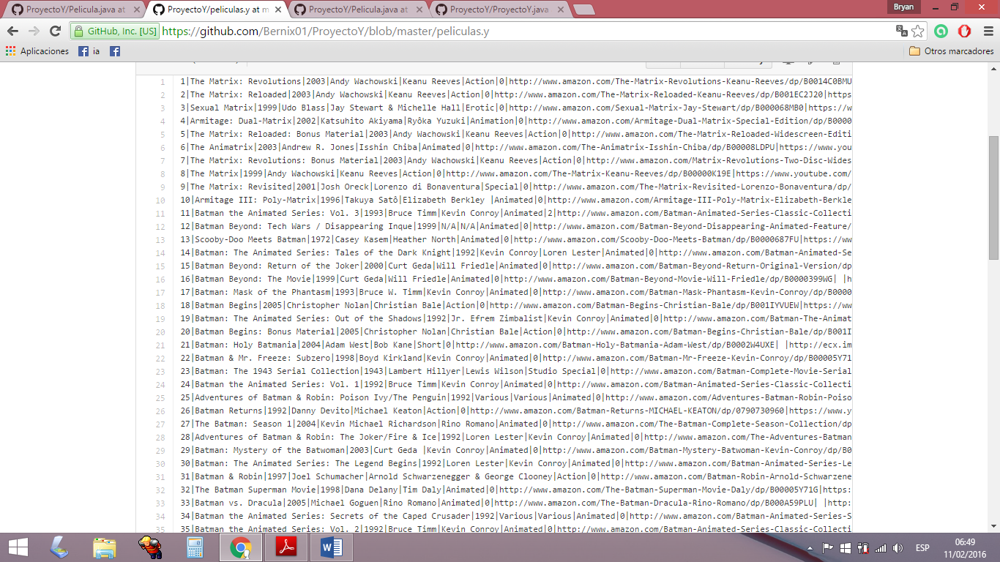 ProyectoY/Pelicula.java at
ProyectoY/peliculas.y at m
ProyectoY/Pelicula.java at
ProyectoY/ProyectoY.java
Bryan
GitHub, Inc. [US]
https://github.com/Bernix01/ProyectoY/blob/master/peliculas.y
Aplicaciones
ia
Otros marcadores
1 1|The Matrix: Revolutions|2003|Andy Wachowski|Keanu Reeves|Action|0|http://www.amazon.com/The-Matrix-Revolutions-Keanu-Reeves/dp/B0014C0BMU
2 2|The Matrix: Reloaded|2003|Andy Wachowski|Keanu Reeves|Action|0|http://www.amazon.com/The-Matrix-Reloaded-Keanu-Reeves/dp/B001EC2J20|https
3 3|Sexual Matrix|1999|Udo Blass|Jay Stewart & Michelle Hall|Erotic|0|http://www.amazon.com/Sexual-Matrix-Jay-Stewart/dp/B000068MB0|https://w
4 4|Armitage: Dual-Matrix|2002|Katsuhito Akiyama|Ryôka Yuzuki|Animation|0|http://www.amazon.com/Armitage-Dual-Matrix-Special-Edition/dp/B0000
5 5|The Matrix: Reloaded: Bonus Material|2003|Andy Wachowski|Keanu Reeves|Action|0|http://www.amazon.com/The-Matrix-Reloaded-Widescreen-Editi
6 6|The Animatrix|2003|Andrew R. Jones|Isshin Chiba|Animated|0|http://www.amazon.com/The-Animatrix-Isshin-Chiba/dp/B00008LDPU|https://www.you
7 7|The Matrix: Revolutions: Bonus Material|2003|Andy Wachowski|Keanu Reeves|Action|0|http://www.amazon.com/Matrix-Revolutions-Two-Disc-Wides
8 8|The Matrix|1999|Andy Wachowski|Keanu Reeves|Action|0|http://www.amazon.com/The-Matrix-Keanu-Reeves/dp/B00000K19E|https://www.youtube.com/
9 9|The Matrix: Revisited|2001|Josh Oreck|Lorenzo di Bonaventura|Special|0|http://www.amazon.com/The-Matrix-Revisited-Lorenzo-Bonaventura/dp/
10 10|Armitage III: Poly-Matrix|1996|Takuya Satô|Elizabeth Berkley |Animated|0|http://www.amazon.com/Armitage-III-Poly-Matrix-Elizabeth-Berkle
11 11|Batman the Animated Series: Vol. 3|1993|Bruce Timm|Kevin Conroy|Animated|2|http://www.amazon.com/Batman-Animated-Series-Classic-Collecti
12 12|Batman Beyond: Tech Wars / Disappearing Inque|1999|N/A|N/A|Animated|0|http://www.amazon.com/Batman-Beyond-Disappearing-Animated-Feature/
13 13|Scooby-Doo Meets Batman|1972|Casey Kasem|Heather North|Animated|0|http://www.amazon.com/Scooby-Doo-Meets-Batman/dp/B0000687FU|https://ww
14 14|Batman: The Animated Series: Tales of the Dark Knight|1992|Kevin Conroy|Loren Lester|Animated|0|http://www.amazon.com/Batman-Animated-Se
15 15|Batman Beyond: Return of the Joker|2000|Curt Geda|Will Friedle|Animated|0|http://www.amazon.com/Batman-Beyond-Return-Original-Version/dp
16 16|Batman Beyond: The Movie|1999|Curt Geda|Will Friedle|Animated|0|http://www.amazon.com/Batman-Beyond-Movie-Will-Friedle/dp/B0000399WG| |h
17 17|Batman: Mask of the Phantasm|1993|Bruce W. Timm|Kevin Conroy|Animated|0|http://www.amazon.com/Batman-Mask-Phantasm-Kevin-Conroy/dp/B0000
18 18|Batman Begins|2005|Christopher Nolan|Christian Bale|Action|0|http://www.amazon.com/Batman-Begins-Christian-Bale/dp/B001IYVUEW|https://ww
19 19|Batman: The Animated Series: Out of the Shadows|1992|Jr. Efrem Zimbalist|Kevin Conroy|Animated|0|http://www.amazon.com/Batman-The-Animat
20 20|Batman Begins: Bonus Material|2005|Christopher Nolan|Christian Bale|Action|0|http://www.amazon.com/Batman-Begins-Christian-Bale/dp/B001I
21 21|Batman: Holy Batmania|2004|Adam West|Bob Kane|Short|0|http://www.amazon.com/Batman-Holy-Batmania-Adam-West/dp/B0002W4UXE| |http://ecx.im
22 22|Batman & Mr. Freeze: Subzero|1998|Boyd Kirkland|Kevin Conroy|Animated|0|http://www.amazon.com/Batman-Mr-Freeze-Kevin-Conroy/dp/B00005Y71
23 23|Batman: The 1943 Serial Collection|1943|Lambert Hillyer|Lewis Wilson|Studio Special|0|http://www.amazon.com/Batman-Complete-Movie-Serial
24 24|Batman the Animated Series: Vol. 1|1992|Bruce Timm|Kevin Conroy|Animated|0|http://www.amazon.com/Batman-Animated-Series-Classic-Collecti
25 25|Adventures of Batman & Robin: Poison Ivy/The Penguin|1992|Various|Various|Animated|0|http://www.amazon.com/Adventures-Batman-Robin-Poiso
26 26|Batman Returns|1992|Danny Devito|Michael Keaton|Action|0|http://www.amazon.com/Batman-Returns-MICHAEL-KEATON/dp/0790730960|https://www.y
27 27|The Batman: Season 1|2004|Kevin Michael Richardson|Rino Romano|Animated|0|http://www.amazon.com/The-Batman-Complete-Season-Collection/dp
28 28|Adventures of Batman & Robin: The Joker/Fire & Ice|1992|Loren Lester|Kevin Conroy|Animated|0|http://www.amazon.com/The-Adventures-Batman
29 29|Batman: Mystery of the Batwoman|2003|Curt Geda |Kevin Conroy|Animated|0|http://www.amazon.com/Batman-Mystery-Batwoman-Kevin-Conroy/dp/B0
30 30|Batman: The Animated Series: The Legend Begins|1992|Loren Lester|Kevin Conroy|Animated|0|http://www.amazon.com/Batman-Animated-Series-Le
31 31|Batman & Robin|1997|Joel Schumacher|Arnold Schwarzenegger & George Clooney|Action|0|http://www.amazon.com/Batman-Robin-Arnold-Schwarzene
32 32|The Batman Superman Movie|1998|Dana Delany|Tim Daly|Animated|0|http://www.amazon.com/The-Batman-Superman-Movie-Daly/dp/B00005Y71G|https:
33 33|Batman vs. Dracula|2005|Michael Goguen|Rino Romano|Animated|0|http://www.amazon.com/The-Batman-Dracula-Rino-Romano/dp/B000A59PLU| |http:
34 34|Batman the Animated Series: Secrets of the Caped Crusader|1992|Various|Various|Animated|0|http://www.amazon.com/Batman-Animated-Series-S
35 35|Batman the Animated Series: Vol. 2|1992|Bruce Timm|Kevin Conroy|Animated|0|http://www.amazon.com/Batman-Animated-Series-Classic-Collecti
ESP
06:49
11/02/2016